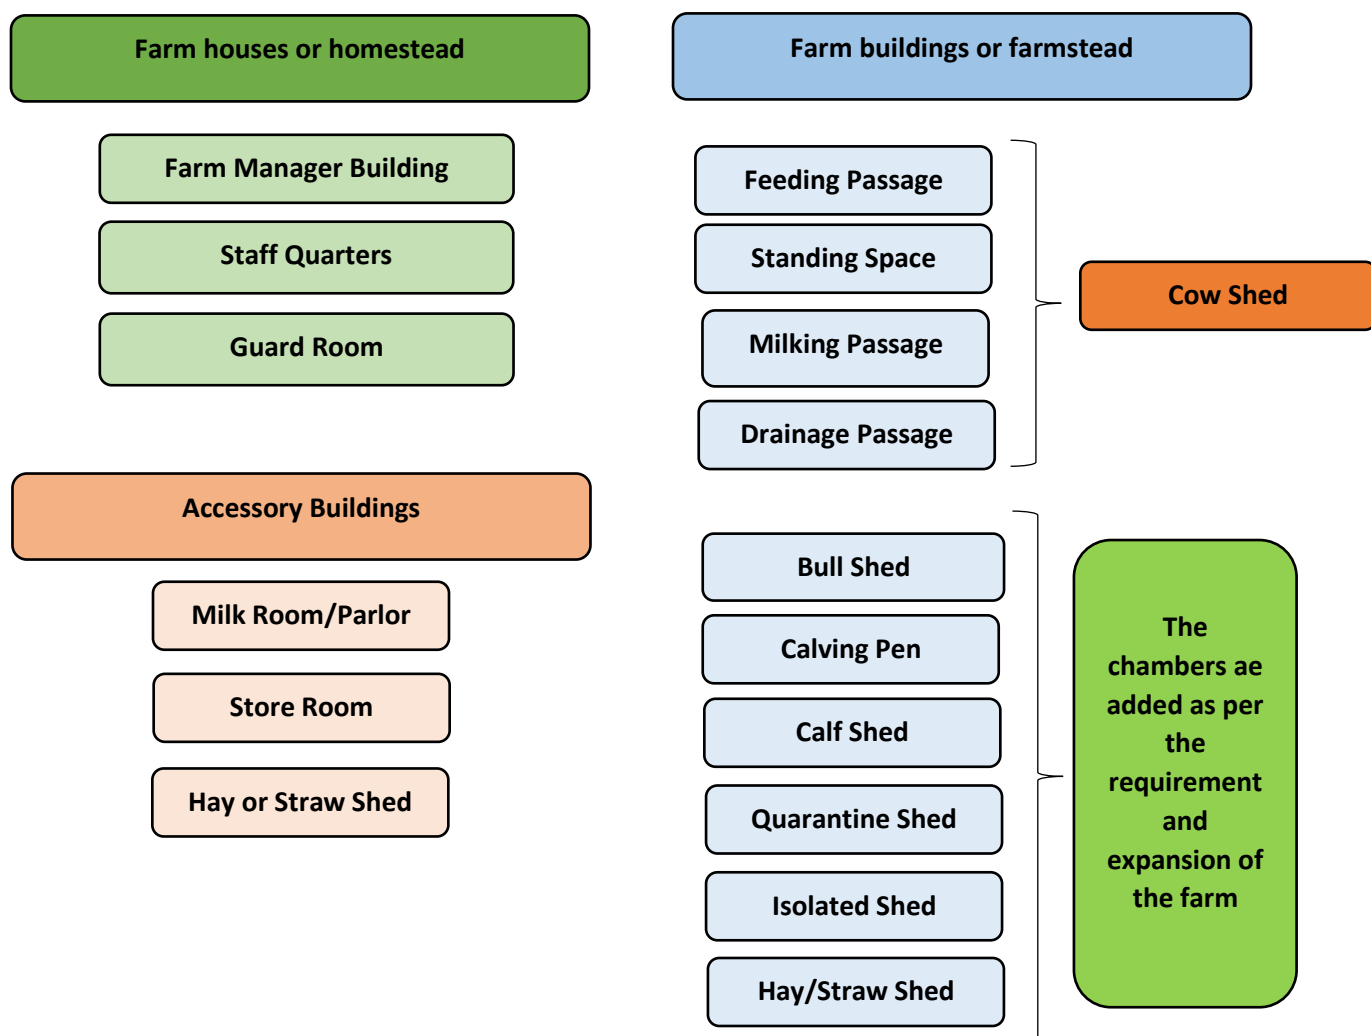 Farm houses or homestead
Farm Manager Building
Staff Quarters
Guard Room
Accessory Buildings
Milk Room/Parlor
Store Room
Hay or Straw Shed
Farm buildings or farmstead
Feeding Passage
Standing Space
Milking Passage
Drainage Passage
Cow Shed
Bull Shed
Calving Pen
Calf Shed
Quarantine Shed
Isolated Shed
Hay/Straw Shed
The
chambers ae
added as per
the
requirement
and
expansion of
the farm